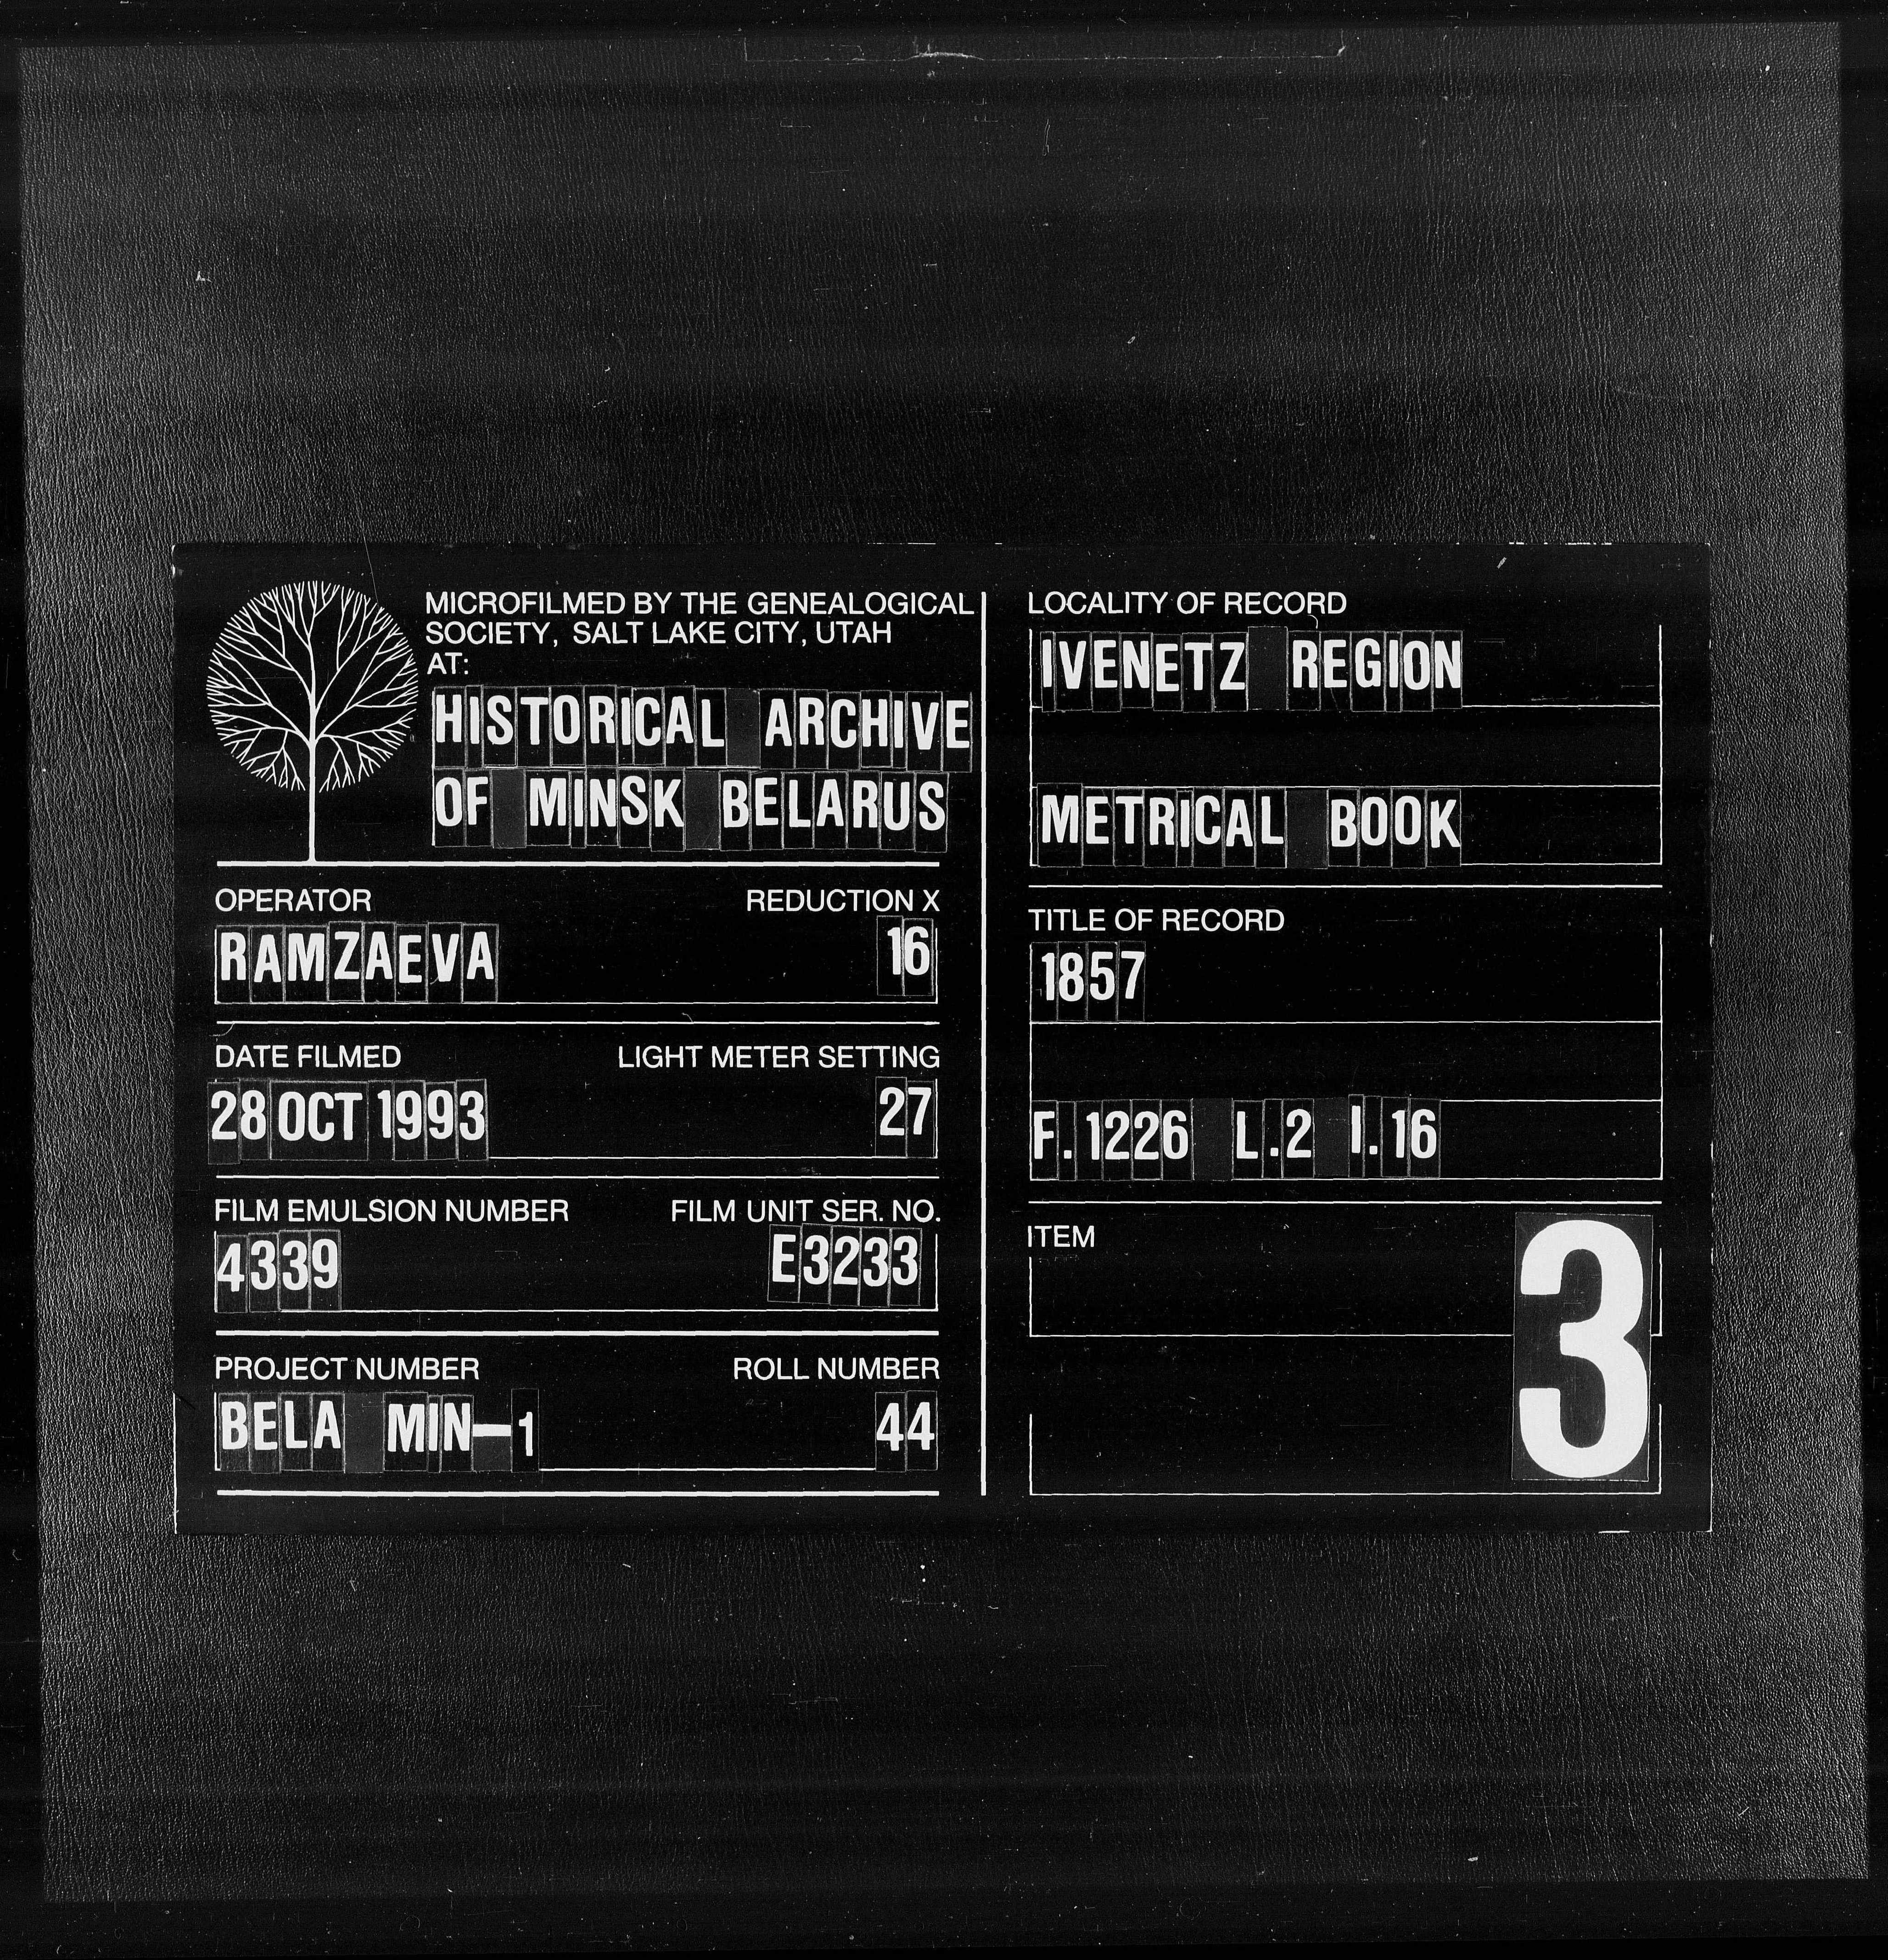 MICROFILMED BY THE GENEALOGICAL
SOCIETY, SALT LAKE CITY, UTAH
AT:
HISTORICAL ARCHIVE
OF MINSK BELARUS
OPERATOR REDUCTION X
RAMZAEVA 16
DATE FILMED LIGHT METER SETTING
28 OCT 1993 27
FILM EMULSION NUMBER FILM UNIT SER. NO.
4339 E3233
PROJECT NUMBER ROLL NUMBER
BELA MIN-1 44
LOCALITY OF RECORD
IVENETZ REGION
METRICAL BOOK
TITLE OF RECORD
1857
F.1226 L.2 I.16
ITEM
3